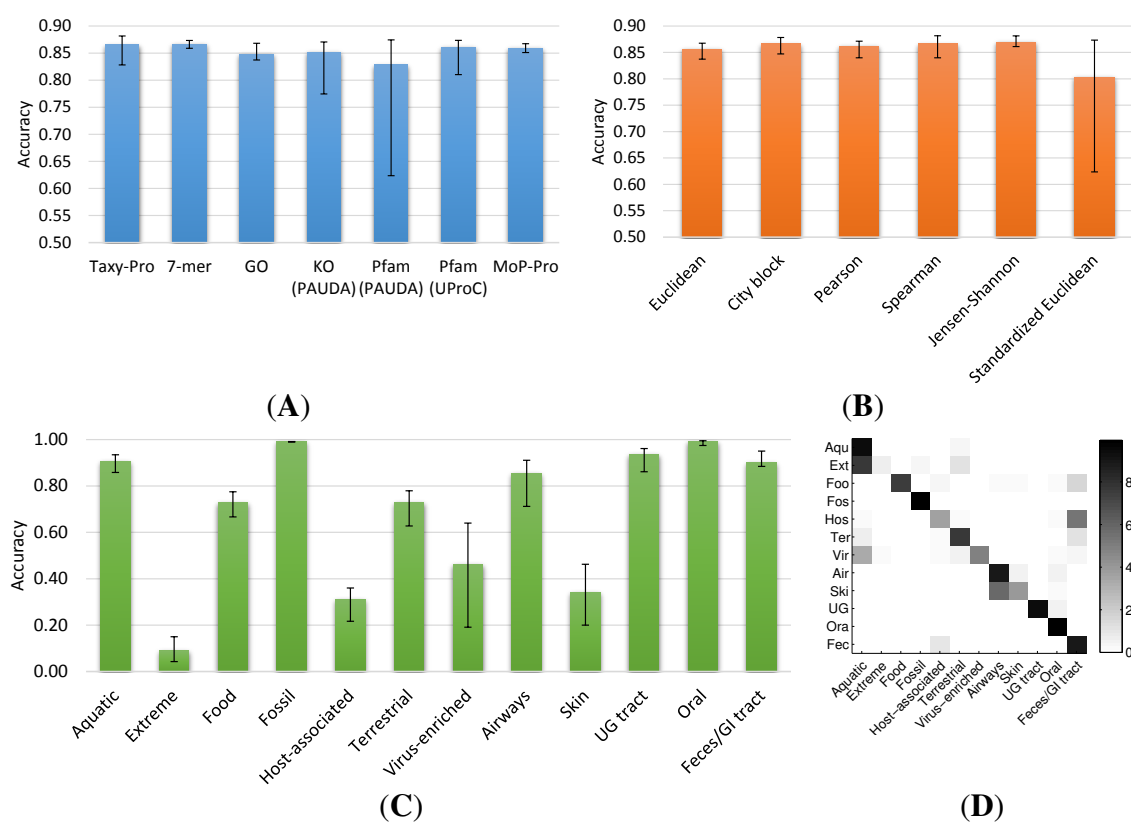 0.90
0.85
0.80
0.75
0.70
0.65
0.60
0.55
0.50
Accuracy
Taxy-Pro 7-mer GO KO Pfam Pfam MoP-Pro
(PAUDA) (PAUDA) (UProC)
(A)
0.90
0.85
0.80
0.75
0.70
0.65
0.60
0.55
0.50
Accuracy
Euclidean
City block
Pearson
Spearman
Jensen-Shannon
Standardized Euclidean
(B)
1.00
0.80
0.60
0.40
0.20
0.00
Accuracy
Aquatic
Extreme
Food
Fossil
Host-associated
Terrestrial
Virus-enriched
Airways
Skin
UG tract
Oral
Feces/GI tract
(C)
Aqu
Ext
Foo
Fos
Hos
Ter
Vir
Air
Ski
UG
Ora
Fec
Aquatic
Extreme
Food
Fossil
Host−associated
Terrestrial
Virus−enriched
Airways
Skin
UG tract
Oral
Feces/GI tract
8
6
4
2
0
(D)